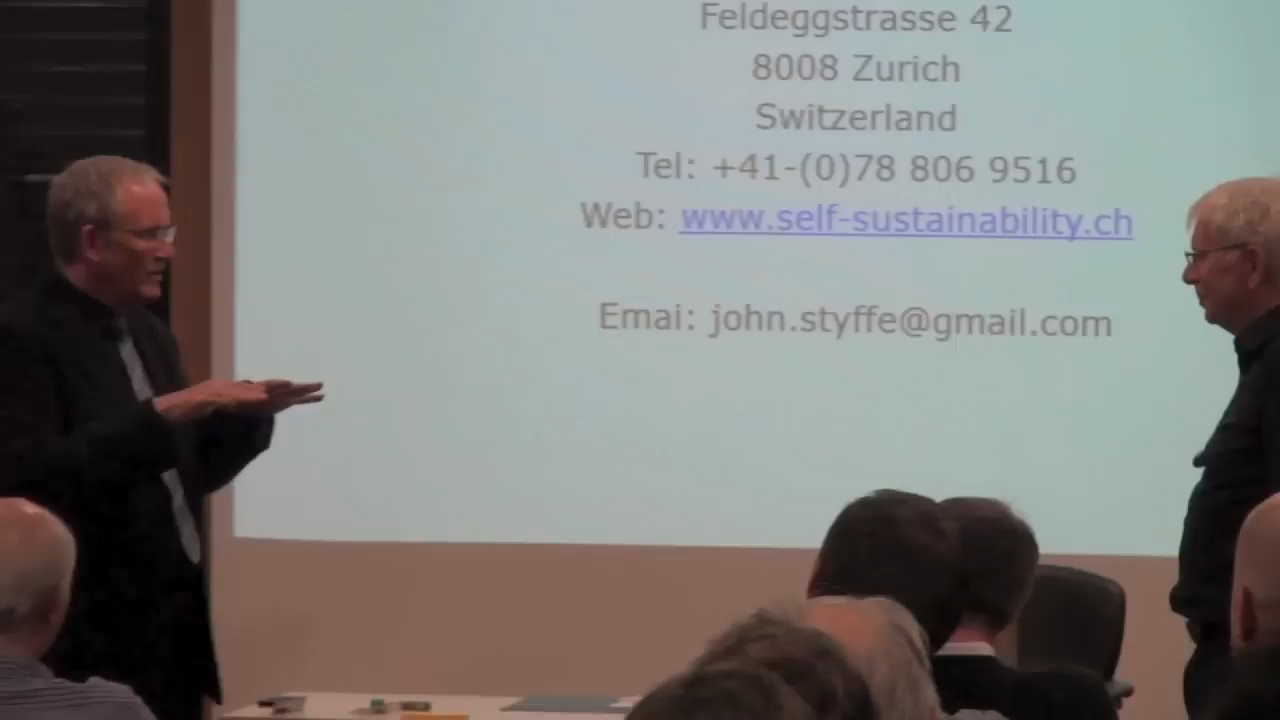 Feldeggstrasse 42
8008 Zurich
Switzerland
Tel: +41-(0)78 806 9516
Web: www.self-sustainability.ch
Emai: john.styffe@gmail.com